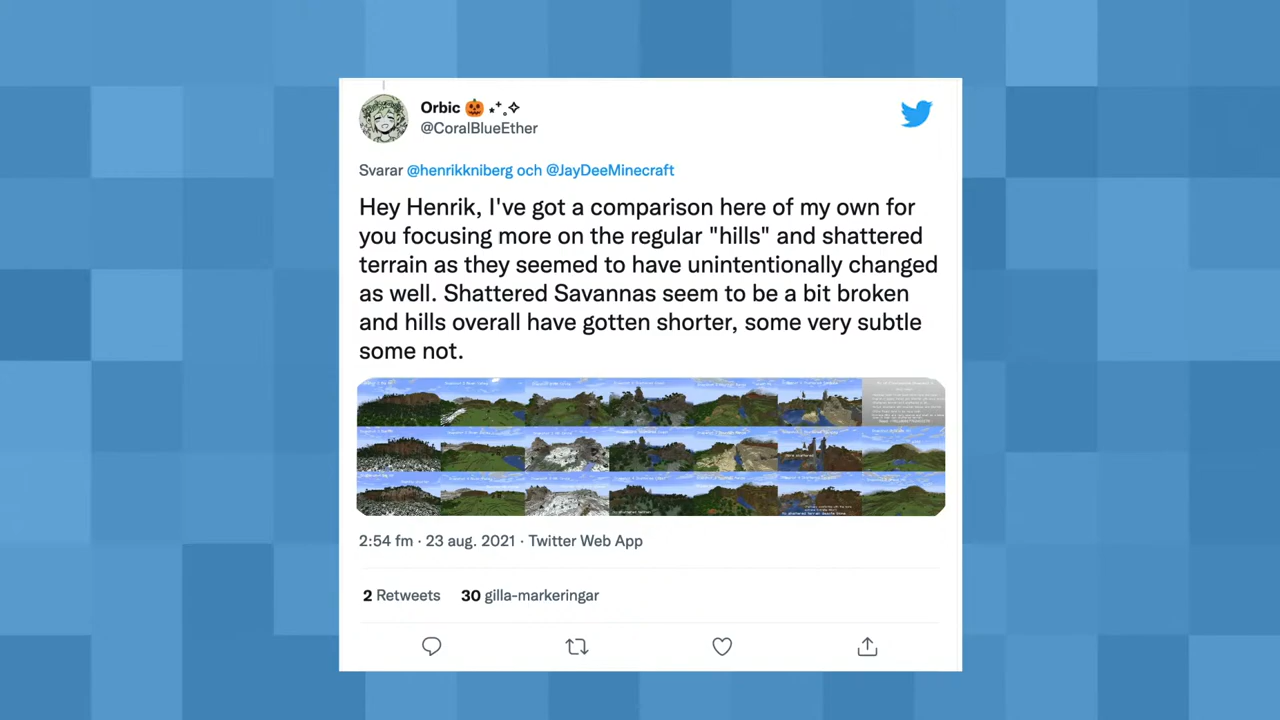 Orbic 🎃 ⋆⁺₊✧
@CoralBlueEther
Svarar @henrikkniberg och @JayDeeMinecraft
Hey Henrik, I've got a comparison here of my own for
you focusing more on the regular "hills" and shattered
terrain as they seemed to have unintentionally changed
as well. Shattered Savannas seem to be a bit broken
and hills overall have gotten shorter, some very subtle
some not.
2:54 fm · 23 aug. 2021 · Twitter Web App
2 Retweets 30 gilla-markeringar